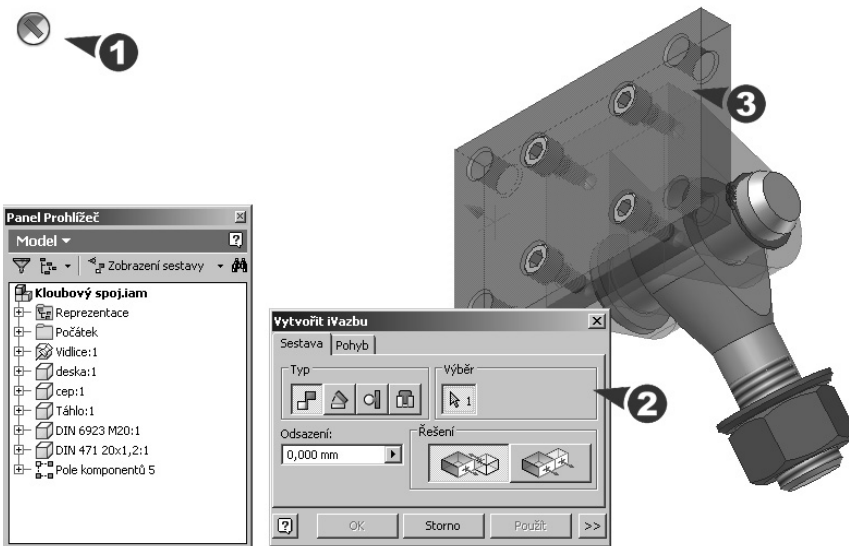 1
3
Panel Prohlížeč
Model
Zobrazení sestavy
Kloubový spoj.iam
Reprezentace
Počátek
Vidlice:1
deska:1
cep:1
Táhlo:1
DIN 6923 M20:1
DIN 471 20x1,2:1
Pole komponentů 5
Vytvořit iVazbu
Sestava Pohyb
Typ
Výběr
1
2
Odsazení:
Řešení
0,000 mm
OK Storno Použít >>